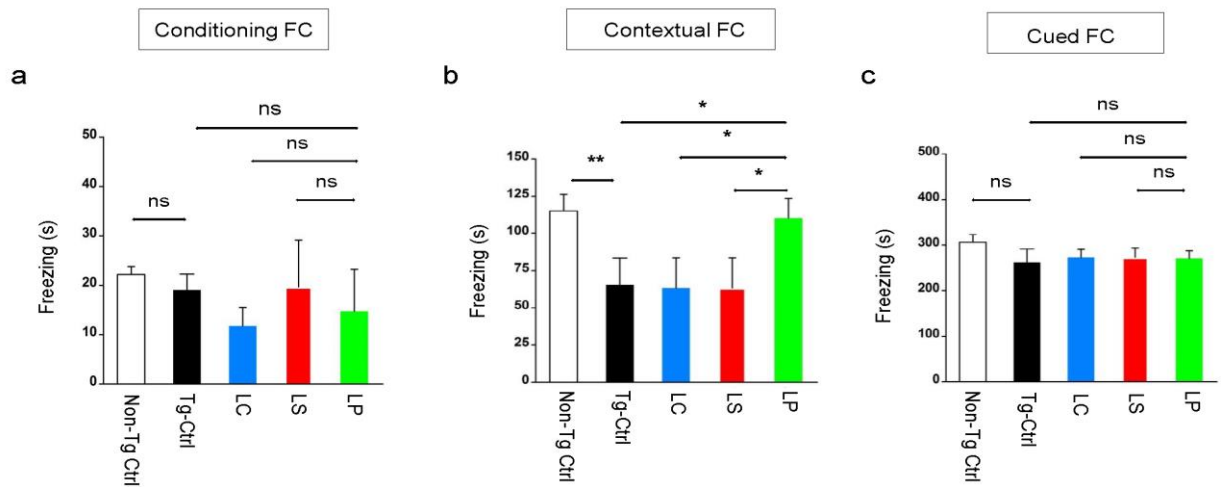 Conditioning FC
Contextual FC
Cued FC
a
b
c
ns
ns
ns
ns
50
40
30
20
10
0
Freezing (s)
Non-Tg Ctrl
Tg-Ctrl
LC
LS
LP
*
*
**
*
150
125
100
75
50
25
0
Freezing (s)
Non-Tg Ctrl
Tg-Ctrl
LC
LS
LP
ns
ns
ns
ns
500
400
300
200
100
0
Freezing (s)
Non-Tg Ctrl
Tg-Ctrl
LC
LS
LP